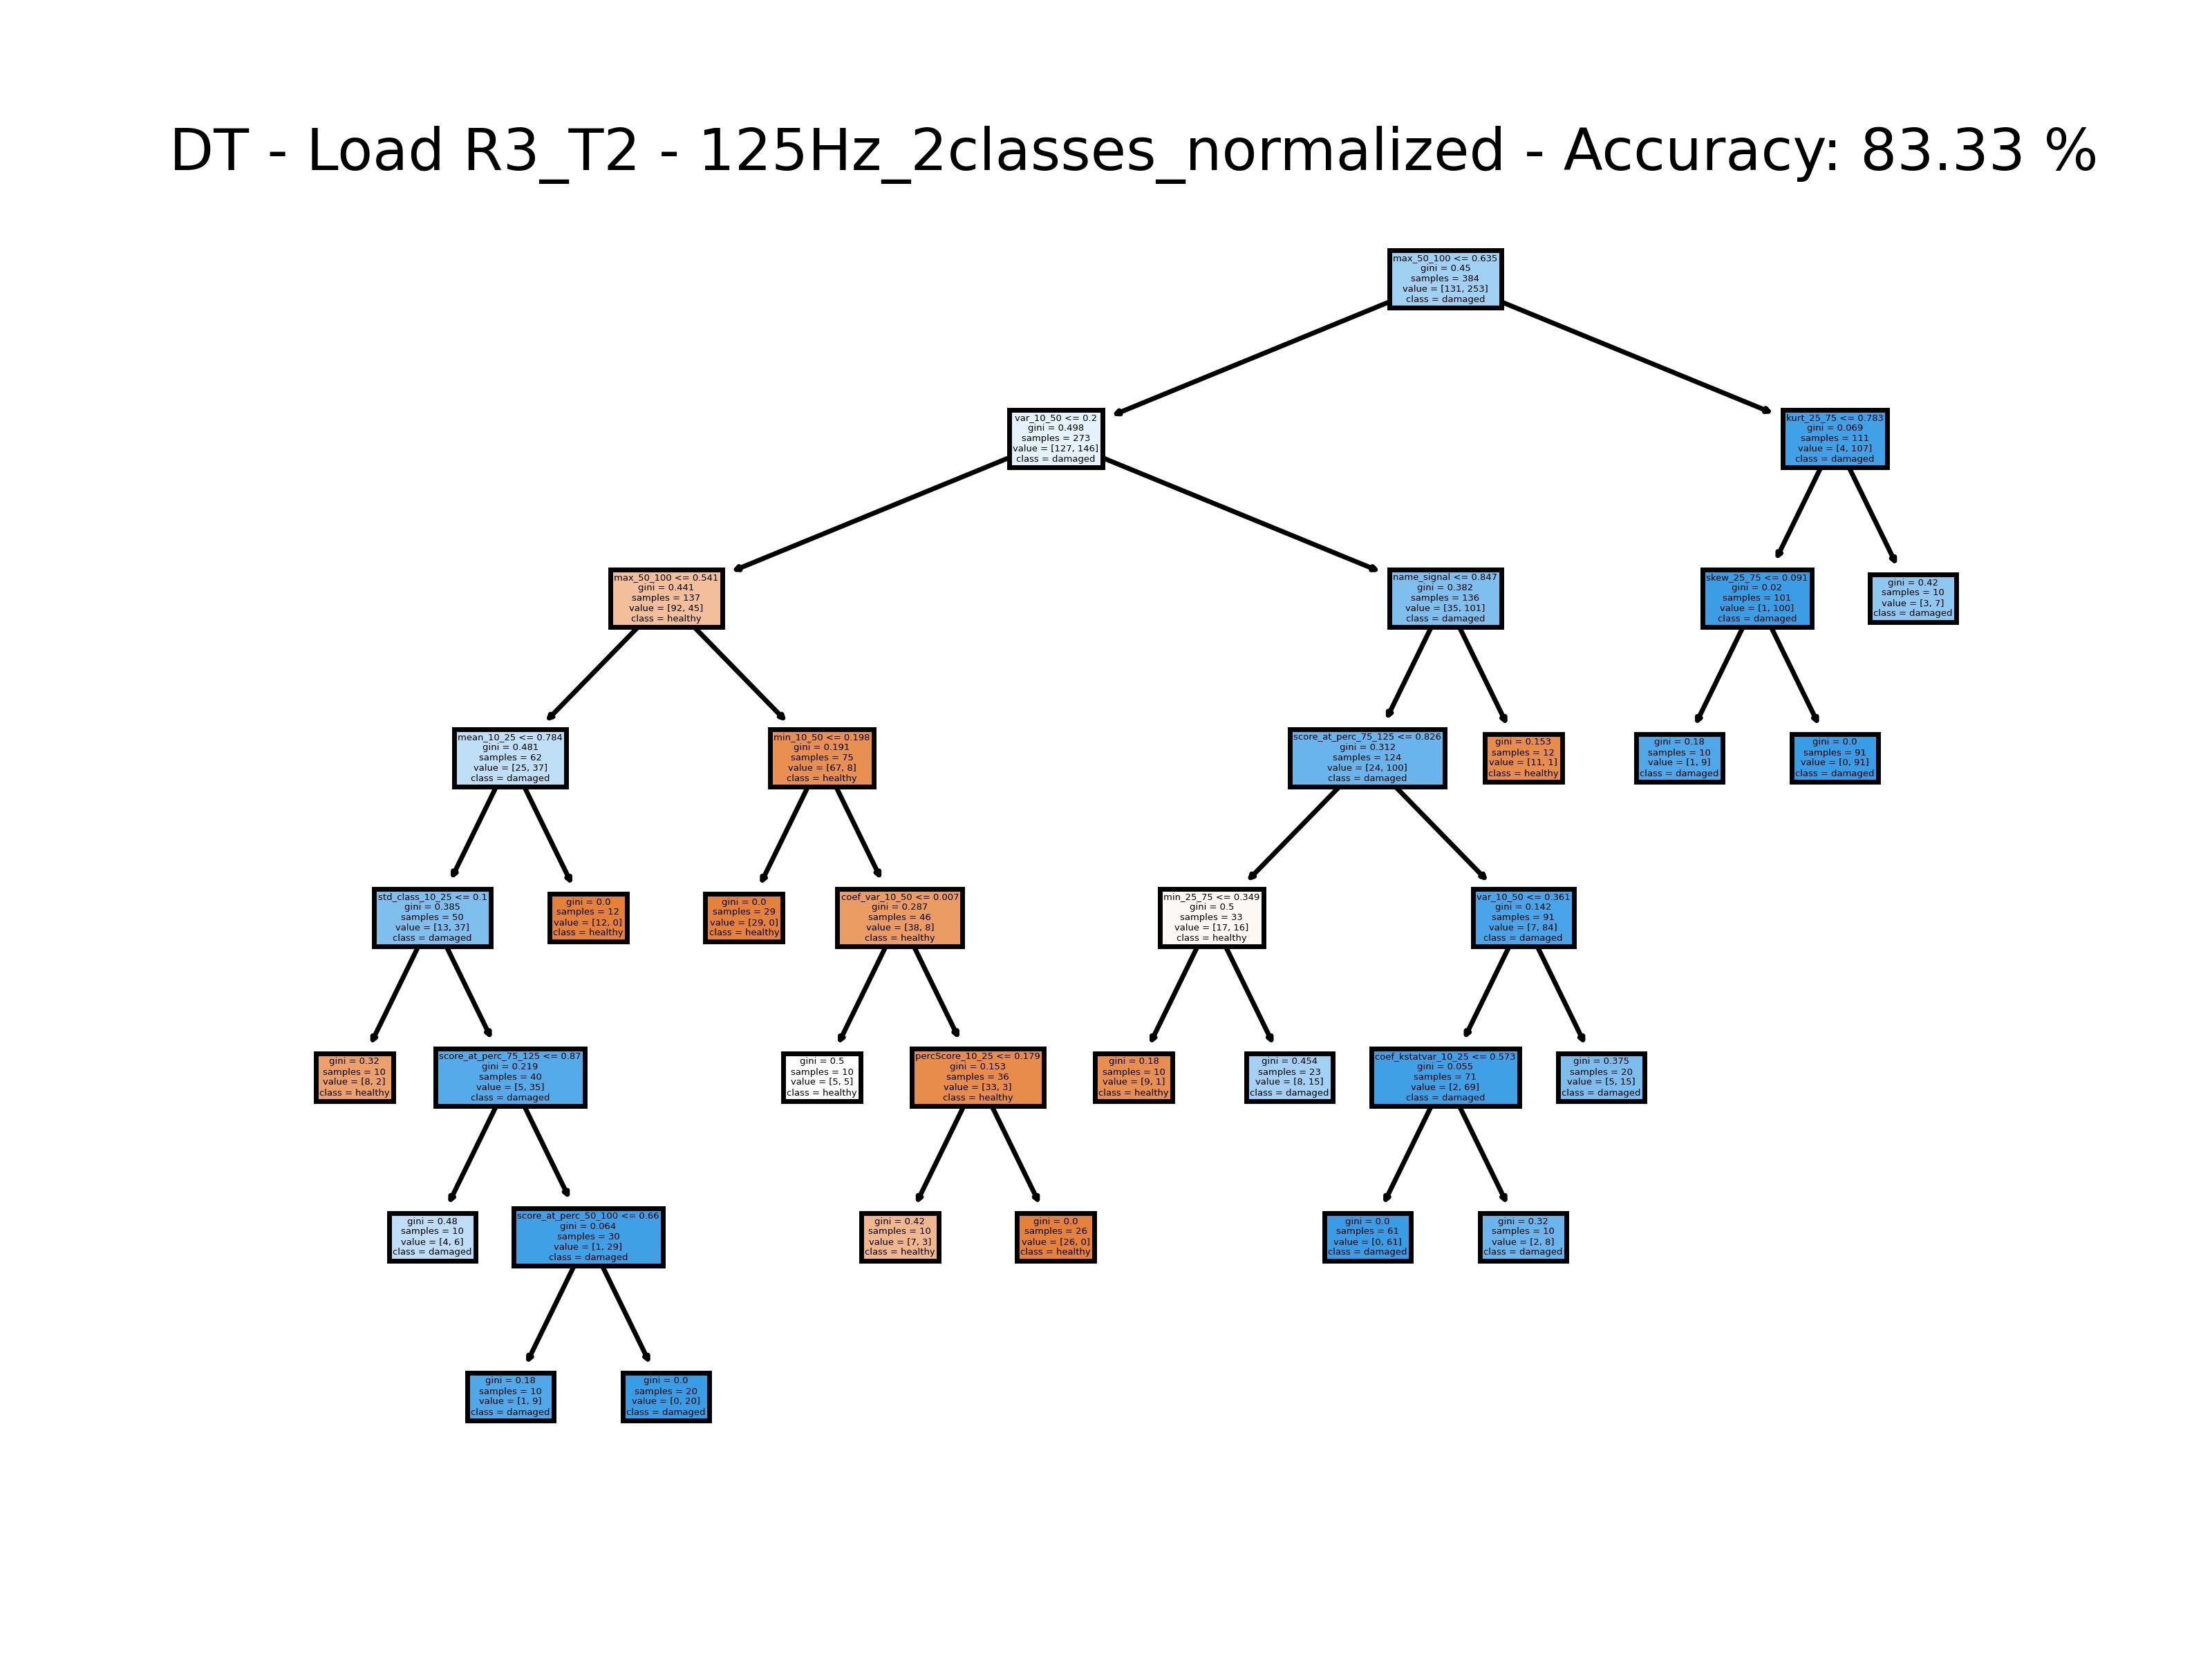 DT - Load R3_T2 - 125Hz_2classes_normalized - Accuracy: 83.33 %
max_50_100 <= 0.635
gini = 0.45
samples = 384
value = [131, 253]
class = damaged
var_10_50 <= 0.2
gini = 0.498
samples = 273
value = [127, 146]
class = damaged
kurt_25_75 <= 0.783
gini = 0.069
samples = 111
value = [4, 107]
class = damaged
max_50_100 <= 0.541
gini = 0.441
samples = 137
value = [92, 45]
class = healthy
name_signal <= 0.847
gini = 0.382
samples = 136
value = [35, 101]
class = damaged
skew_25_75 <= 0.091
gini = 0.02
samples = 101
value = [1, 100]
class = damaged
gini = 0.42
samples = 10
value = [3, 7]
class = damaged
mean_10_25 <= 0.784
gini = 0.481
samples = 62
value = [25, 37]
class = damaged
min_10_50 <= 0.198
gini = 0.191
samples = 75
value = [67, 8]
class = healthy
score_at_perc_75_125 <= 0.826
gini = 0.312
samples = 124
value = [24, 100]
class = damaged
gini = 0.153
samples = 12
value = [11, 1]
class = healthy
gini = 0.18
samples = 10
value = [1, 9]
class = damaged
gini = 0.0
samples = 91
value = [0, 91]
class = damaged
std_class_10_25 <= 0.1
gini = 0.385
samples = 50
value = [13, 37]
class = damaged
gini = 0.0
samples = 12
value = [12, 0]
class = healthy
gini = 0.0
samples = 29
value = [29, 0]
class = healthy
coef_var_10_50 <= 0.007
gini = 0.287
samples = 46
value = [38, 8]
class = healthy
min_25_75 <= 0.349
gini = 0.5
samples = 33
value = [17, 16]
class = healthy
var_10_50 <= 0.361
gini = 0.142
samples = 91
value = [7, 84]
class = damaged
gini = 0.32
samples = 10
value = [8, 2]
class = healthy
score_at_perc_75_125 <= 0.87
gini = 0.219
samples = 40
value = [5, 35]
class = damaged
gini = 0.5
samples = 10
value = [5, 5]
class = healthy
percScore_10_25 <= 0.179
gini = 0.153
samples = 36
value = [33, 3]
class = healthy
gini = 0.18
samples = 10
value = [9, 1]
class = healthy
gini = 0.454
samples = 23
value = [8, 15]
class = damaged
coef_kstatvar_10_25 <= 0.573
gini = 0.055
samples = 71
value = [2, 69]
class = damaged
gini = 0.375
samples = 20
value = [5, 15]
class = damaged
gini = 0.48
samples = 10
value = [4, 6]
class = damaged
score_at_perc_50_100 <= 0.66
gini = 0.064
samples = 30
value = [1, 29]
class = damaged
gini = 0.42
samples = 10
value = [7, 3]
class = healthy
gini = 0.0
samples = 26
value = [26, 0]
class = healthy
gini = 0.0
samples = 61
value = [0, 61]
class = damaged
gini = 0.32
samples = 10
value = [2, 8]
class = damaged
gini = 0.18
samples = 10
value = [1, 9]
class = damaged
gini = 0.0
samples = 20
value = [0, 20]
class = damaged